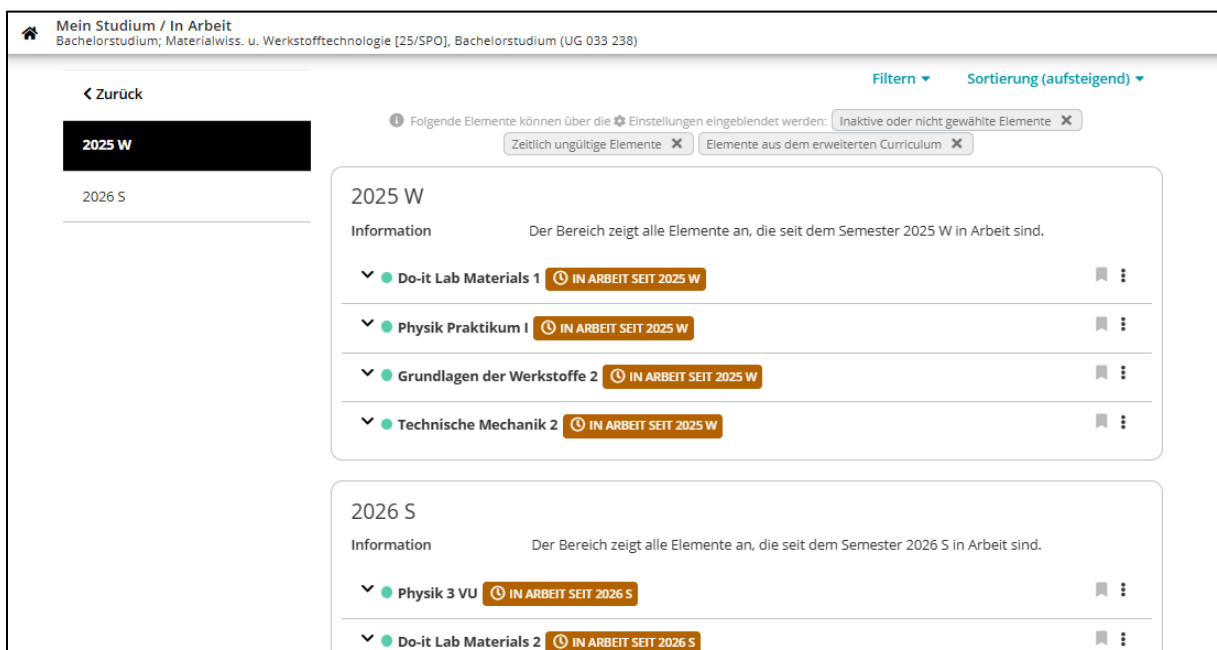 Mein Studium / In Arbeit
Bachelorstudium; Materialwiss. u. Werkstofftechnologie [25/SPO], Bachelorstudium (UG 033 238)
Filtern
Sortierung (aufsteigend)
Zurück
2025 W
2026 S
Folgende Elemente können über die Einstellungen eingeblendet werden: Inaktive oder nicht gewählte Elemente
Zeitlich ungültige Elemente Elemente aus dem erweiterten Curriculum
2025 W
Information Der Bereich zeigt alle Elemente an, die seit dem Semester 2025 W in Arbeit sind.
Do-it Lab Materials 1 IN ARBEIT SEIT 2025 W
Physik Praktikum I IN ARBEIT SEIT 2025 W
Grundlagen der Werkstoffe 2 IN ARBEIT SEIT 2025 W
Technische Mechanik 2 IN ARBEIT SEIT 2025 W
2026 S
Information Der Bereich zeigt alle Elemente an, die seit dem Semester 2026 S in Arbeit sind.
Physik 3 VU IN ARBEIT SEIT 2026 S
Do-it Lab Materials 2 IN ARBEIT SEIT 2026 S